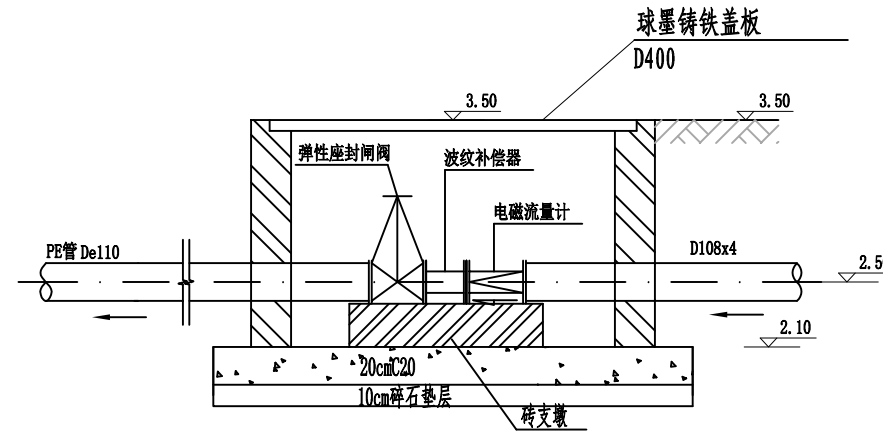 球墨铸铁盖板
D400
3.50
3.50
弹性座封闸阀
波纹补偿器
电磁流量计
PE管 De110
D108x4
2.5
2.10
20cmC20
10cm碎石垫层
砖支墩